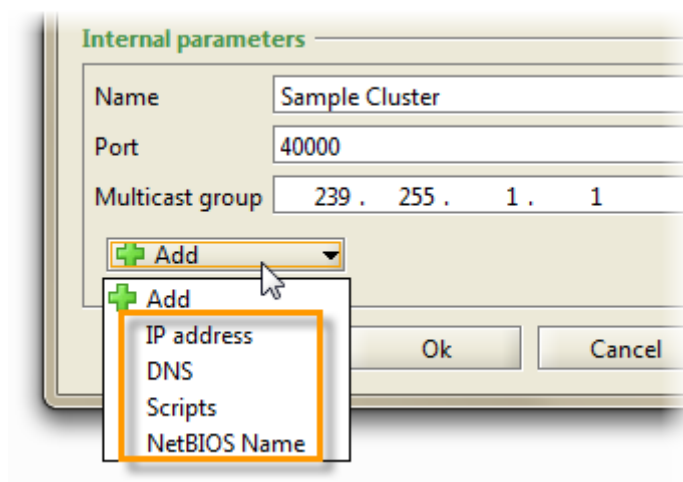 Internal parameters
Name Sample Cluster
Port 40000
Multicast group 239 . 255 . 1 . 1
Add
Add
IP address
DNS
Scripts
NetBIOS Name
Ok Cancel